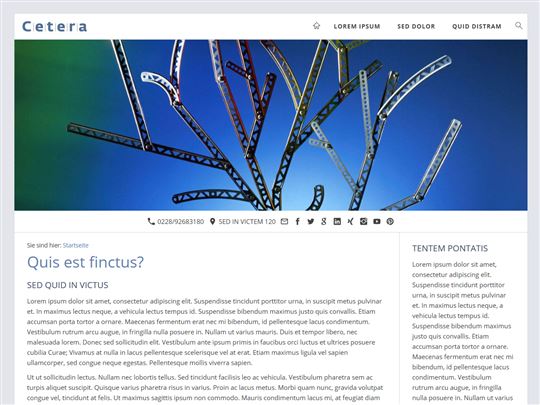 Cetera
LOREM IPSUM SED DOLOR QUID DISTRAM
0228/92683180 SED IN VICTEM 120
Sie sind hier: Startseite
Quis est finctus?
SED QUID IN VICTUS
Lorem ipsum dolor sit amet, consectetur adipiscing elit. Suspendisse tincidunt porttitor urna, in suscipit metus pulvinar
et. In maximus lectus neque, a vehicula lectus tempus vitae. Suspendisse bibendum maximus justo quis convallis. Etiam
accumsan porta tortor a ornare. Maecenas fermentum erat nec mi bibendum, id pellentesque lacus condimentum.
Vestibulum rutrum arcu augue, in fringilla nulla posuere in. Nullam ut varius mauris. Duis et tempor libero, nec
malesuada lorem. Donec sed sollicitudin elit. Vestibulum ante ipsum primis in faucibus orci luctus et ultrices posuere
cubilia Curae; Vivamus at nulla in lacus pellentesque scelerisque vel at erat. Etiam maximus ligula vel sapien
ullamcorper, sed congue neque egestas. Pellentesque mollis viverra sapien.
Ut ut sollicitudin lectus. Nullam nec lobortis tellus. Sed tincidunt facilisis leo ac vehicula. Vestibulum pharetra sem ac
turpis aliquet suscipit. Quisque varius pharetra risus in varius. Proin ac lacus metus. Morbi quam nunc, gravida volutpat
congue vel, tincidunt ornare enim. Ut maximus sagittis ipsum non commodo. Mauris condimentum lacus mi, at feugiat diam
TENTEM PONTATIS
Lorem ipsum dolor sit amet,
consectetur adipiscing elit.
Suspendisse tincidunt porttitor
urna, in suscipit metus pulvinar
et. In maximus lectus neque, a
vehicula lectus tempus vitae.
Suspendisse bibendum maximus
justo quis convallis. Etiam
accumsan porta tortor a ornare.
Maecenas fermentum erat nec mi
bibendum, id pellentesque lacus
condimentum. Vestibulum
rutrum arcu augue, in fringilla
nulla posuere in. Nullam ut